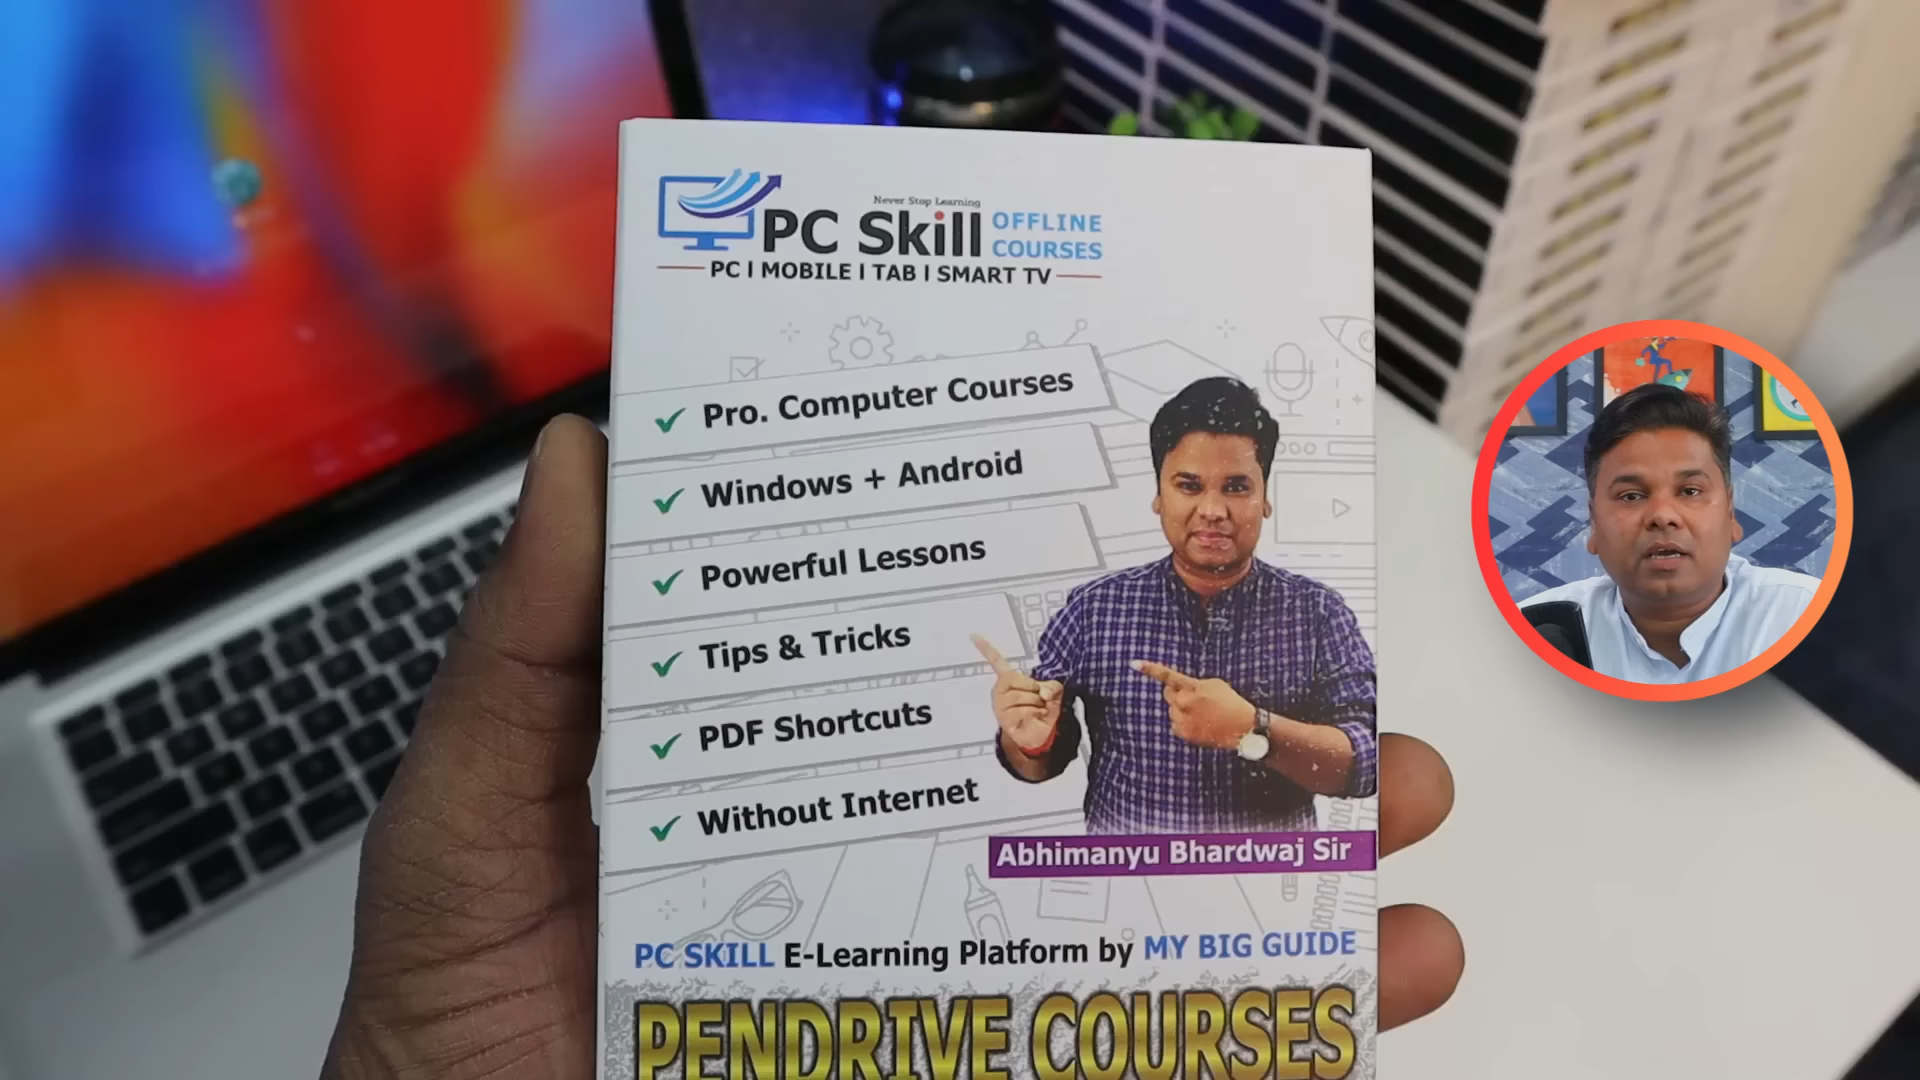 Never Stop Learning
PC Skill OFFLINE COURSES
PC | MOBILE | TAB | SMART TV
Pro. Computer Courses
Windows + Android
Powerful Lessons
Tips & Tricks
PDF Shortcuts
Without Internet
Abhimanyu Bhardwaj Sir
PC SKILL E-Learning Platform by MY BIG GUIDE
PENDRIVE COURSES